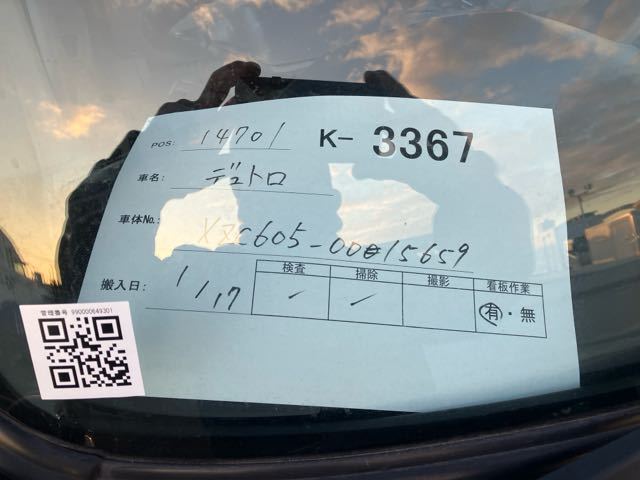 POS: 14701 K- 3367
車名: デュトロ
車体No.: XZC605-0015659
搬入日: 1/17
検査 掃除 撮影 看板作業
✓ ✓ 有・無
管理番号 990000649301